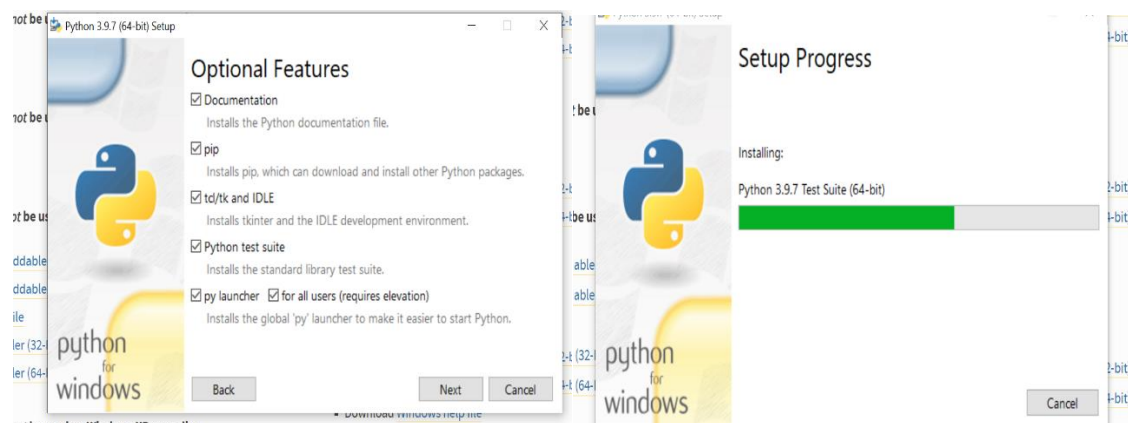 Python 3.9.7 (64-bit) Setup
Optional Features
Documentation
Installs the Python documentation file.
pip
Installs pip, which can download and install other Python packages.
td/tk and IDLE
Installs tkinter and the IDLE development environment.
Python test suite
Installs the standard library test suite.
py launcher for all users (requires elevation)
Installs the global 'py' launcher to make it easier to start Python.
python
for
windows
Back
Next
Cancel
Setup Progress
Installing:
Python 3.9.7 Test Suite (64-bit)
python
for
windows
Cancel